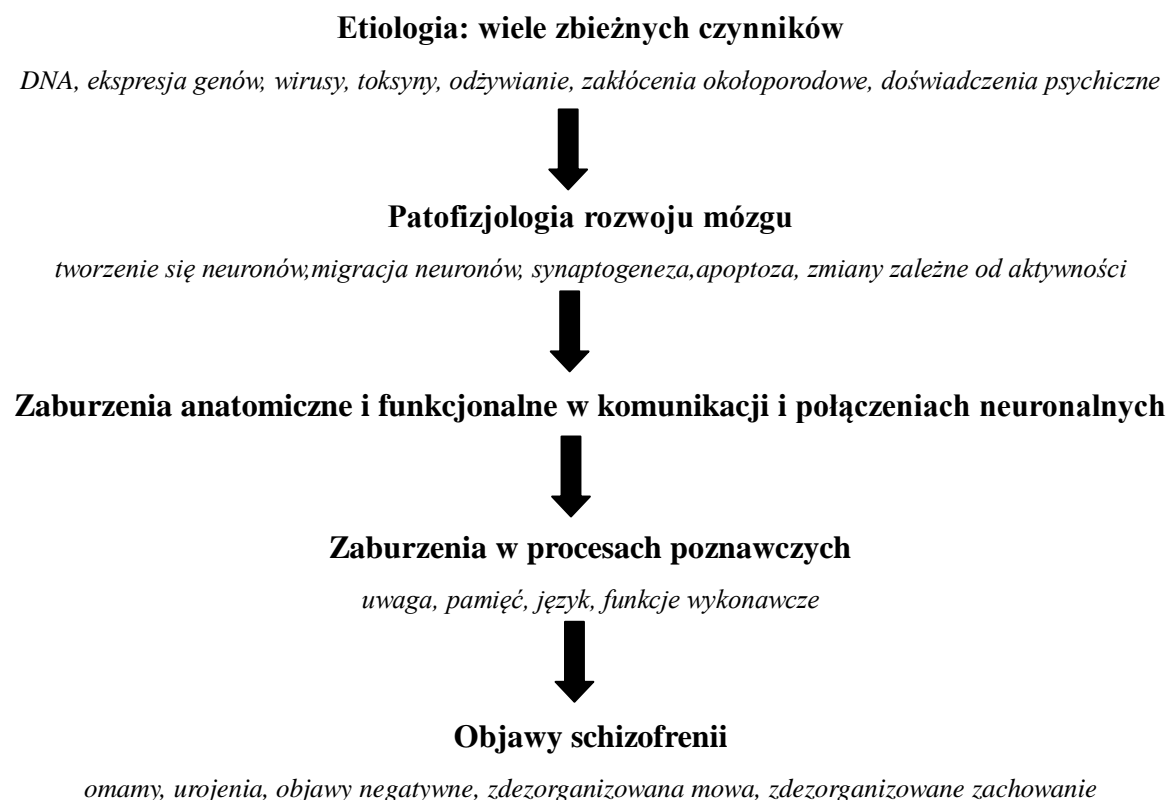 Etiologia: wiele zbieżnych czynników
DNA, ekspresja genów, wirusy, toksyny, odżywianie, zakłócenia okołoporodowe, doświadczenia psychiczne
Patofizjologia rozwoju mózgu
tworzenie się neuronów,migracja neuronów, synaptogeneza,apoptoza, zmiany zależne od aktywności
Zaburzenia anatomiczne i funkcjonalne w komunikacji i połączeniach neuronalnych
Zaburzenia w procesach poznawczych
uwaga, pamięć, język, funkcje wykonawcze
Objawy schizofrenii
omamy, urojenia, objawy negatywne, zdezorganizowana mowa, zdezorganizowane zachowanie